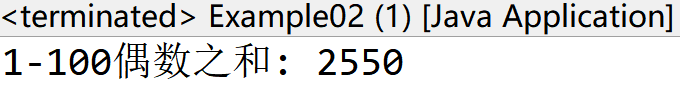 <terminated> Example02 (1) [Java Application]
1-100偶数之和: 2550